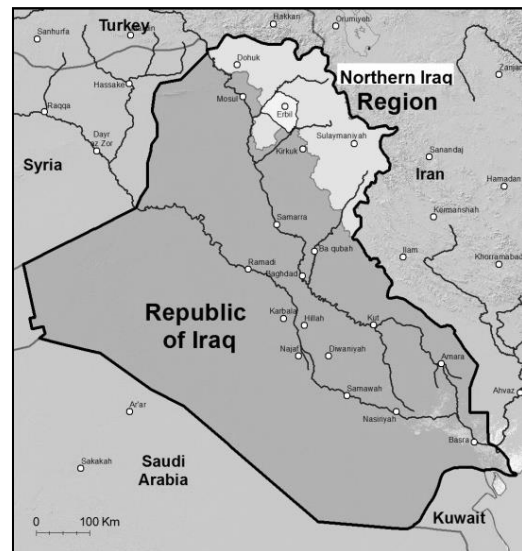 Hakkari
Orumiyah
Turkey
Sanhurfa
Zanjan
Dohuk
Northern Iraq
Region
Hassake
Mosul
Raqqa
Erbil
Dayr
az Zor
Sulaymaniyah
Kirkuk
Sanandaj
Syria
Iran
Hamadan
Kermanshah
Samarra
Ba qubah
Ilam
Khorramabad
Ramadi
Baghdad
Republic
of Iraq
Karbala
Hillah
Kut
Najaf
Diwaniyah
Amara
Samawah
Ahvaz
Nasiriyah
Ar'ar
Basra
Saudi
Arabia
Sakakah
Kuwait
0 100 Km